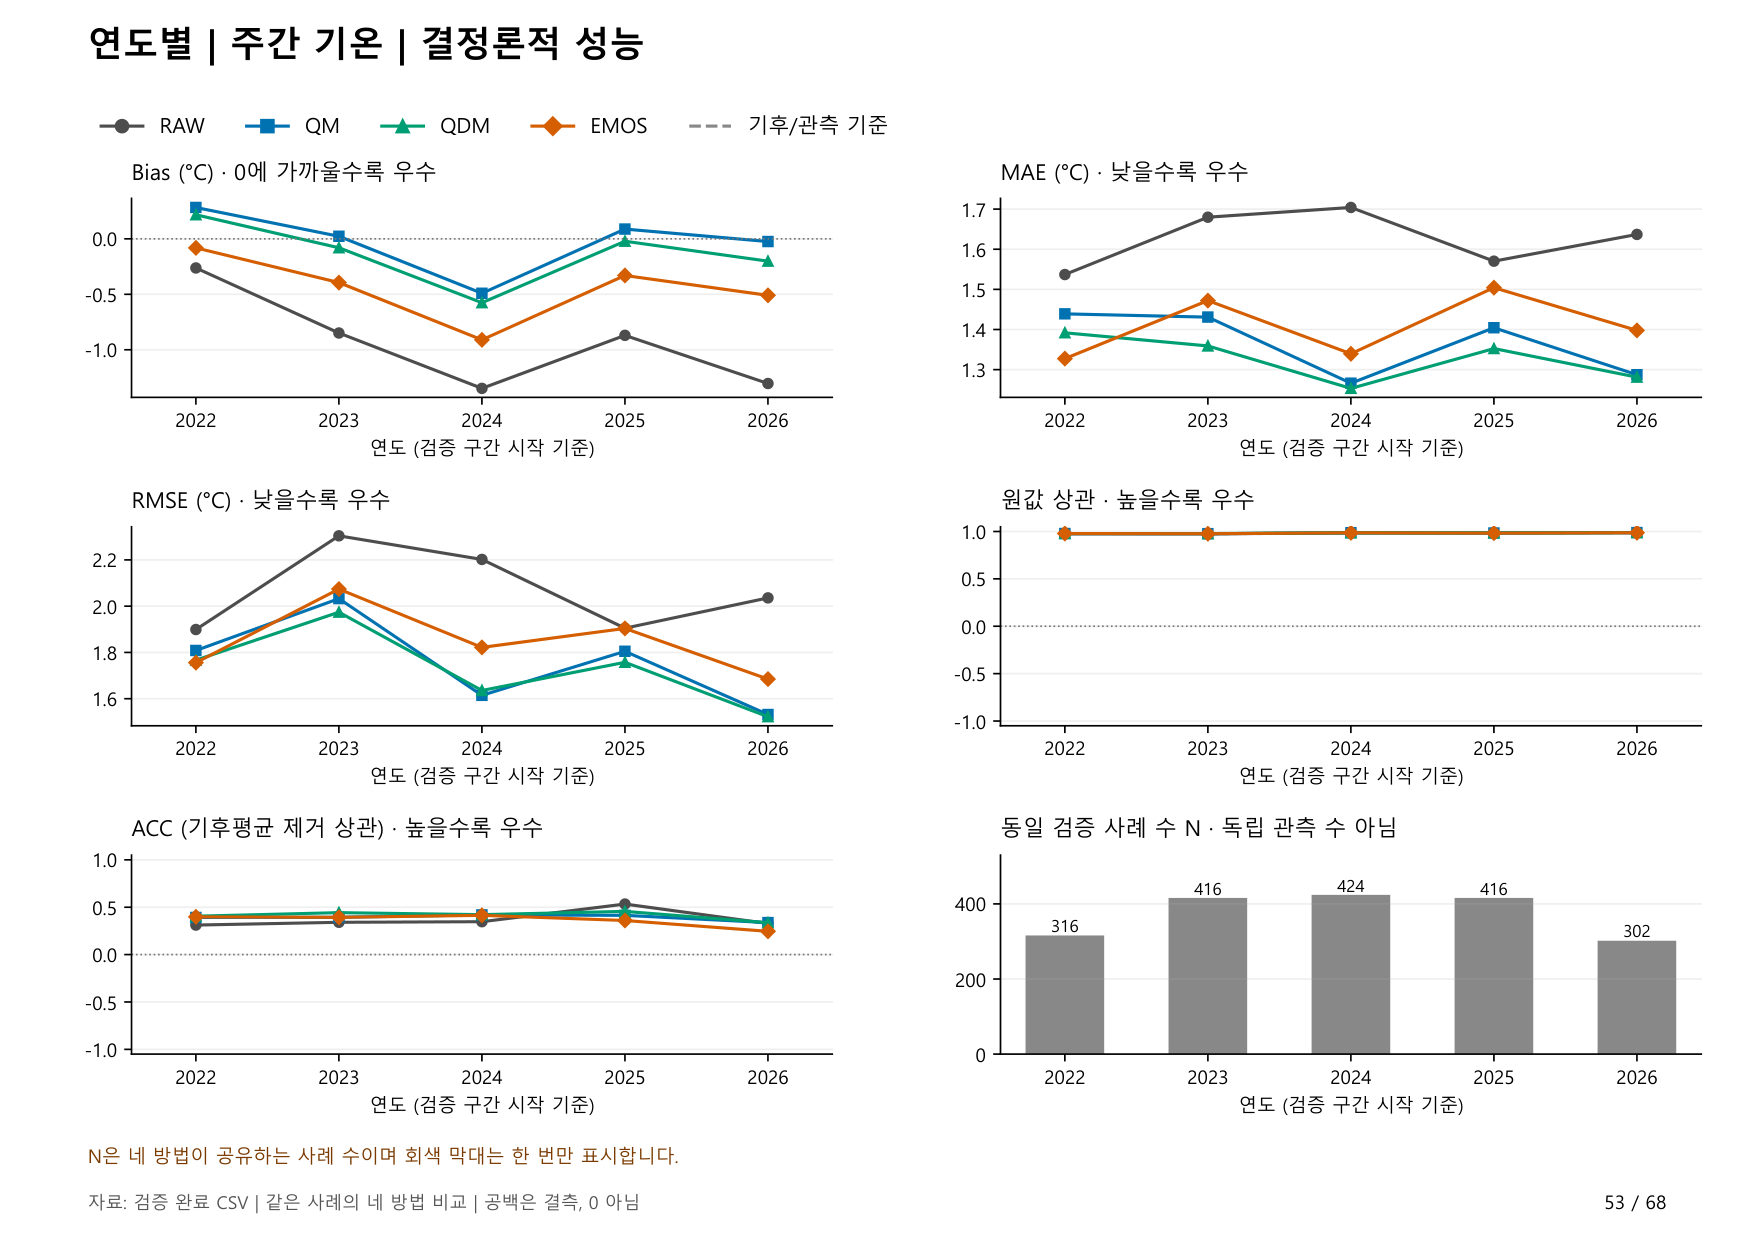 연도별 | 주간 기온 | 결정론적 성능
RAW QM QDM EMOS 기후/관측 기준
Bias (°C) · 0에 가까울수록 우수
0.0
-0.5
-1.0
2022 2023 2024 2025 2026
연도 (검증 구간 시작 기준)
MAE (°C) · 낮을수록 우수
1.7
1.6
1.5
1.4
1.3
2022 2023 2024 2025 2026
연도 (검증 구간 시작 기준)
RMSE (°C) · 낮을수록 우수
2.2
2.0
1.8
1.6
2022 2023 2024 2025 2026
연도 (검증 구간 시작 기준)
원값 상관 · 높을수록 우수
1.0
0.5
0.0
-0.5
-1.0
2022 2023 2024 2025 2026
연도 (검증 구간 시작 기준)
ACC (기후평균 제거 상관) · 높을수록 우수
1.0
0.5
0.0
-0.5
-1.0
2022 2023 2024 2025 2026
연도 (검증 구간 시작 기준)
동일 검증 사례 수 N · 독립 관측 수 아님
400
200
0
316 416 424 416 302
2022 2023 2024 2025 2026
연도 (검증 구간 시작 기준)
N은 네 방법이 공유하는 사례 수이며 회색 막대는 한 번만 표시합니다.
자료: 검증 완료 CSV | 같은 사례의 네 방법 비교 | 공백은 결측, 0 아님
53 / 68